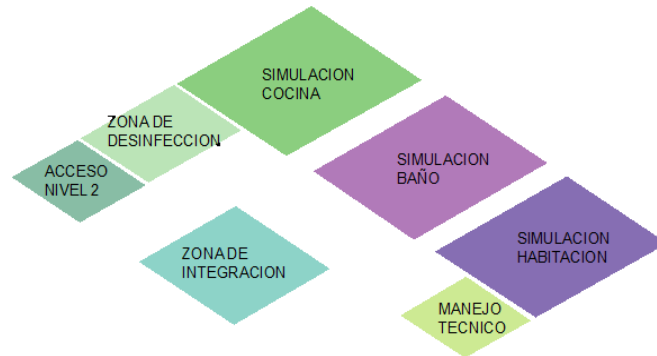 SIMULACION
COCINA
ZONA DE
DESINFECCION
ACCESO
NIVEL 2
SIMULACION
BAÑO
ZONA DE
INTEGRACION
SIMULACION
HABITACION
MANEJO
TECNICO